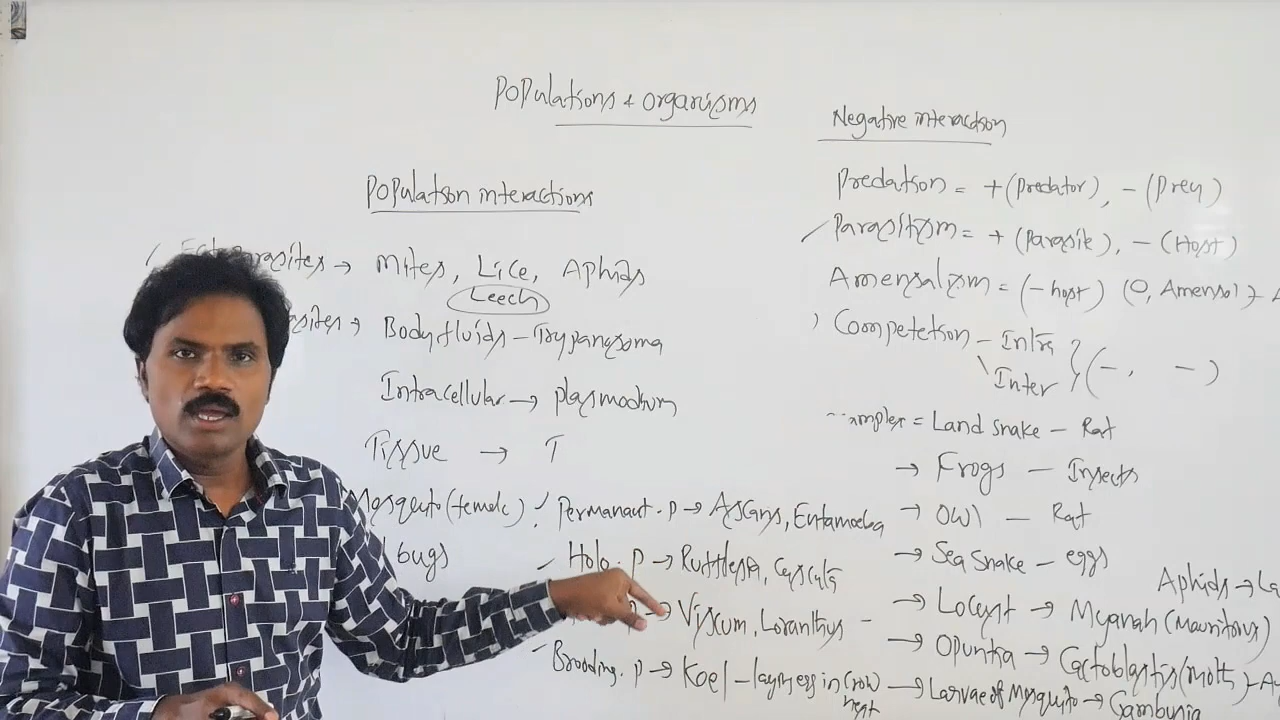 Populations & organisms
Population interactions
Mites, Lice, Aphids
Leech
Body fluids - Trypanosoma
Intracellular → plasmodium
Tissue → T
Mosquito (female)
bugs
Permanant. p → Ascaris, Entamoeba
Holo. p → Rufflesia, Cuscuta
p → Viscum, Loranthus -
Brooding. p → Koel - lays eggs in crow nest
Negative interaction
Predation = + (predator), - (Prey)
Parasitism = + (Parasite), - (Host)
Amensalism = (- host) (0, Amensal)
Competetion - Intra
Inter } (-, -)
= Land snake - Rat
→ Frogs - Insects
→ OWl - Rat
→ Sea snake - eggs
Aphids →
→ Locust → Mynah (Mauritius)
→ Opuntia → Cactoblastis (moth)
→ Larvae of Mosquito → Gambusia